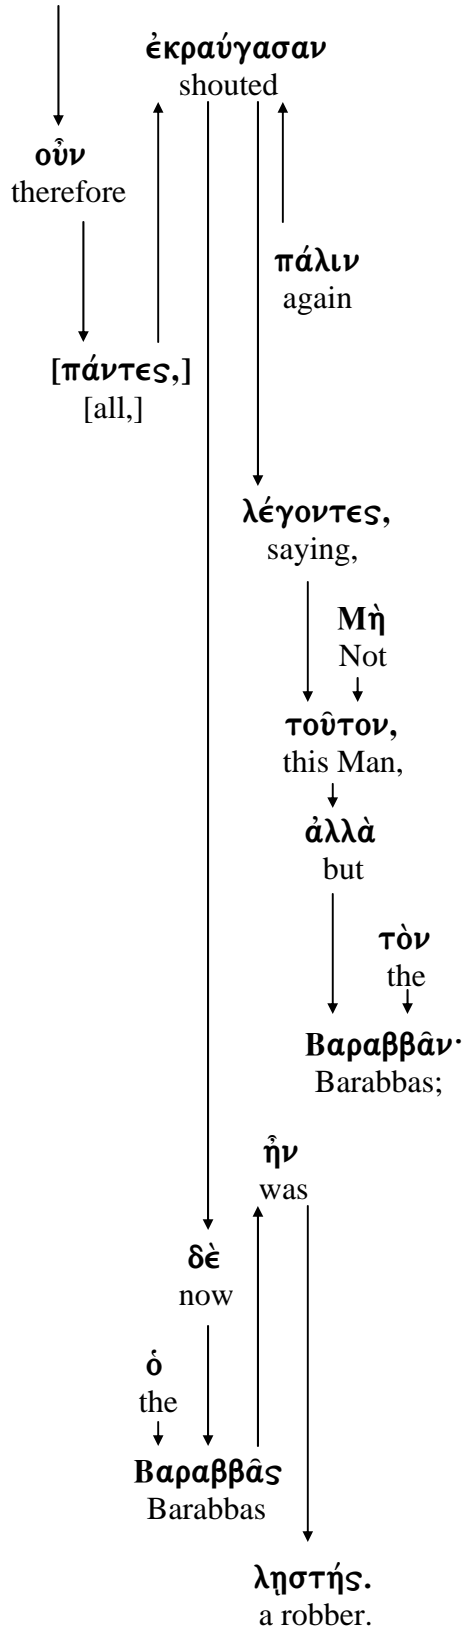 ἐκραύγασαν
shouted
οὖν
therefore
πάλιν
again
[πάντες,]
[all,]
λέγοντες,
saying,
Μὴ
Not
τοῦτον,
this Man,
ἀλλὰ
but
τὸν
the
Βαραββᾶν·
Barabbas;
ἦν
was
δὲ
now
ὁ
the
Βαραββᾶς
Barabbas
λῃστής.
a robber.